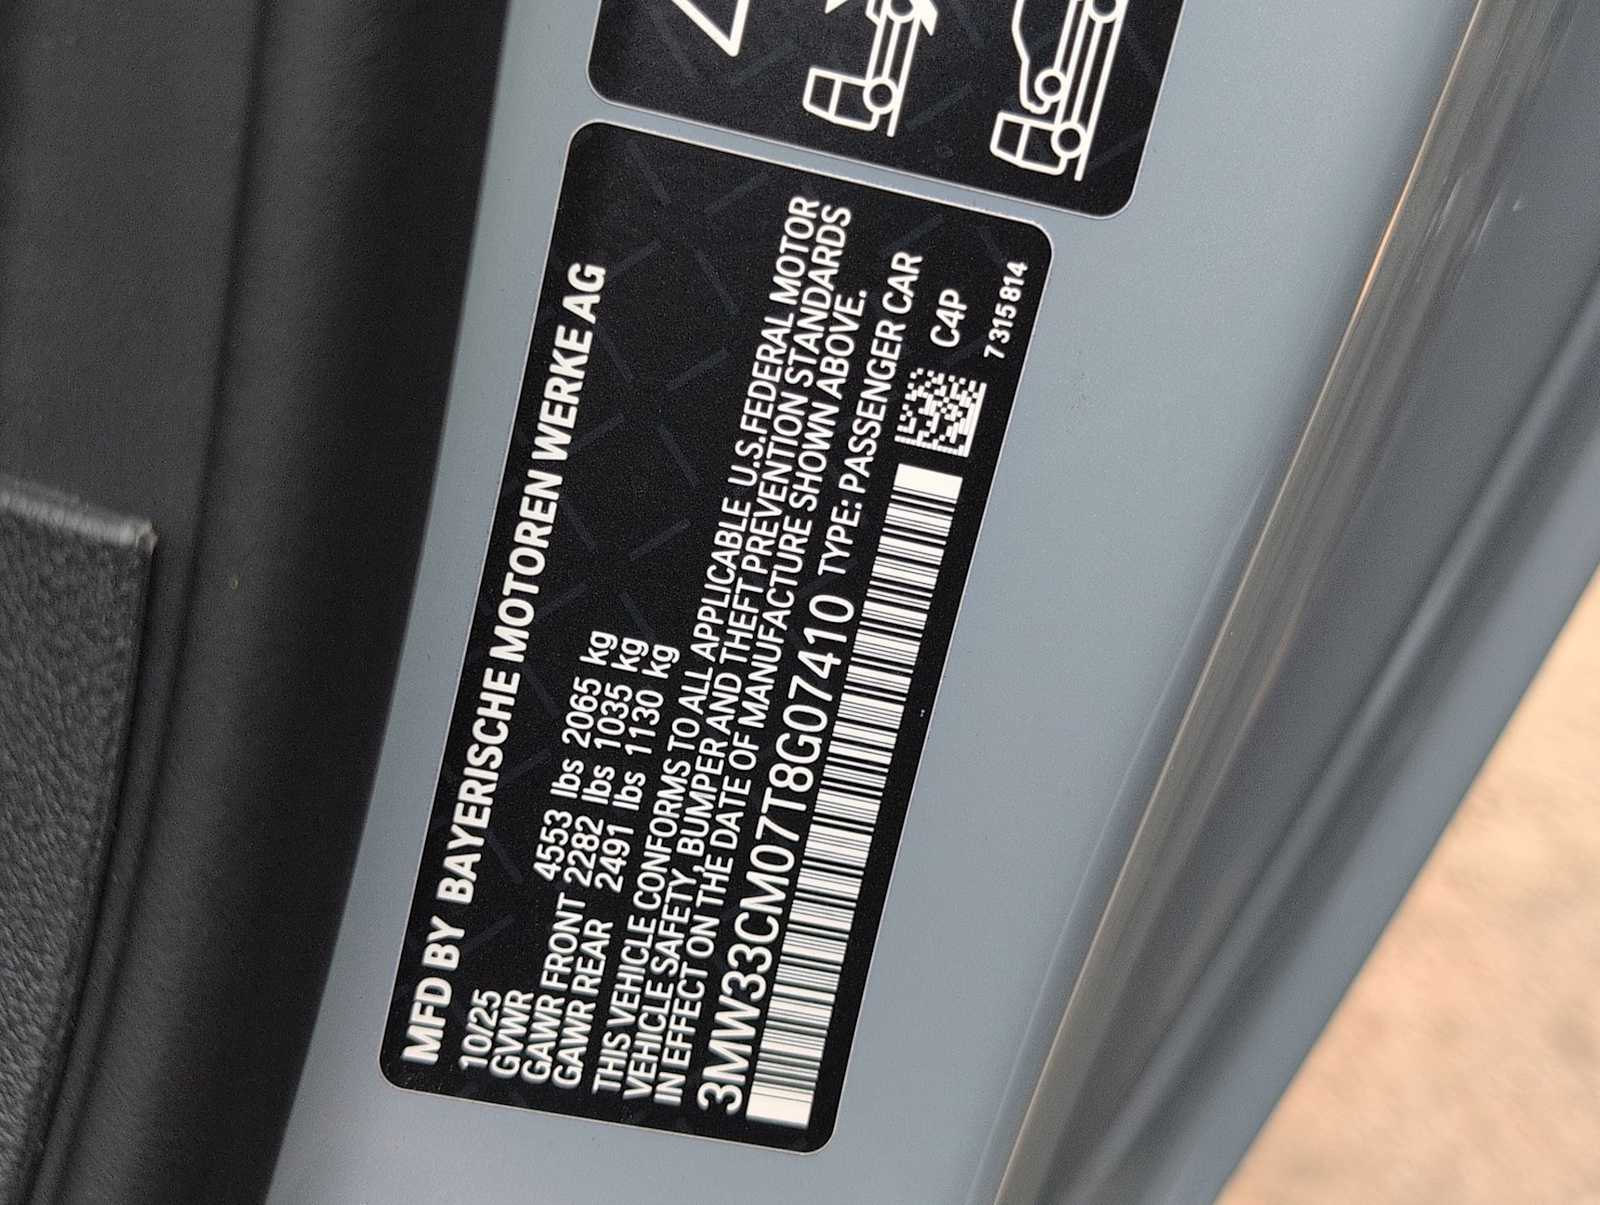 MFD BY BAYERISCHE MOTOREN WERKE AG
10/25
GVWR 4553 lbs 2065 kg
GAWR FRONT 2282 lbs 1035 kg
GAWR REAR 2491 lbs 1130 kg
THIS VEHICLE CONFORMS TO ALL APPLICABLE U.S.FEDERAL MOTOR
VEHICLE SAFETY, BUMPER AND THEFT PREVENTION STANDARDS
IN EFFECT ON THE DATE OF MANUFACTURE SHOWN ABOVE.
3MW33CM07T8G07410 TYPE: PASSENGER CAR
C4P
7 315 814